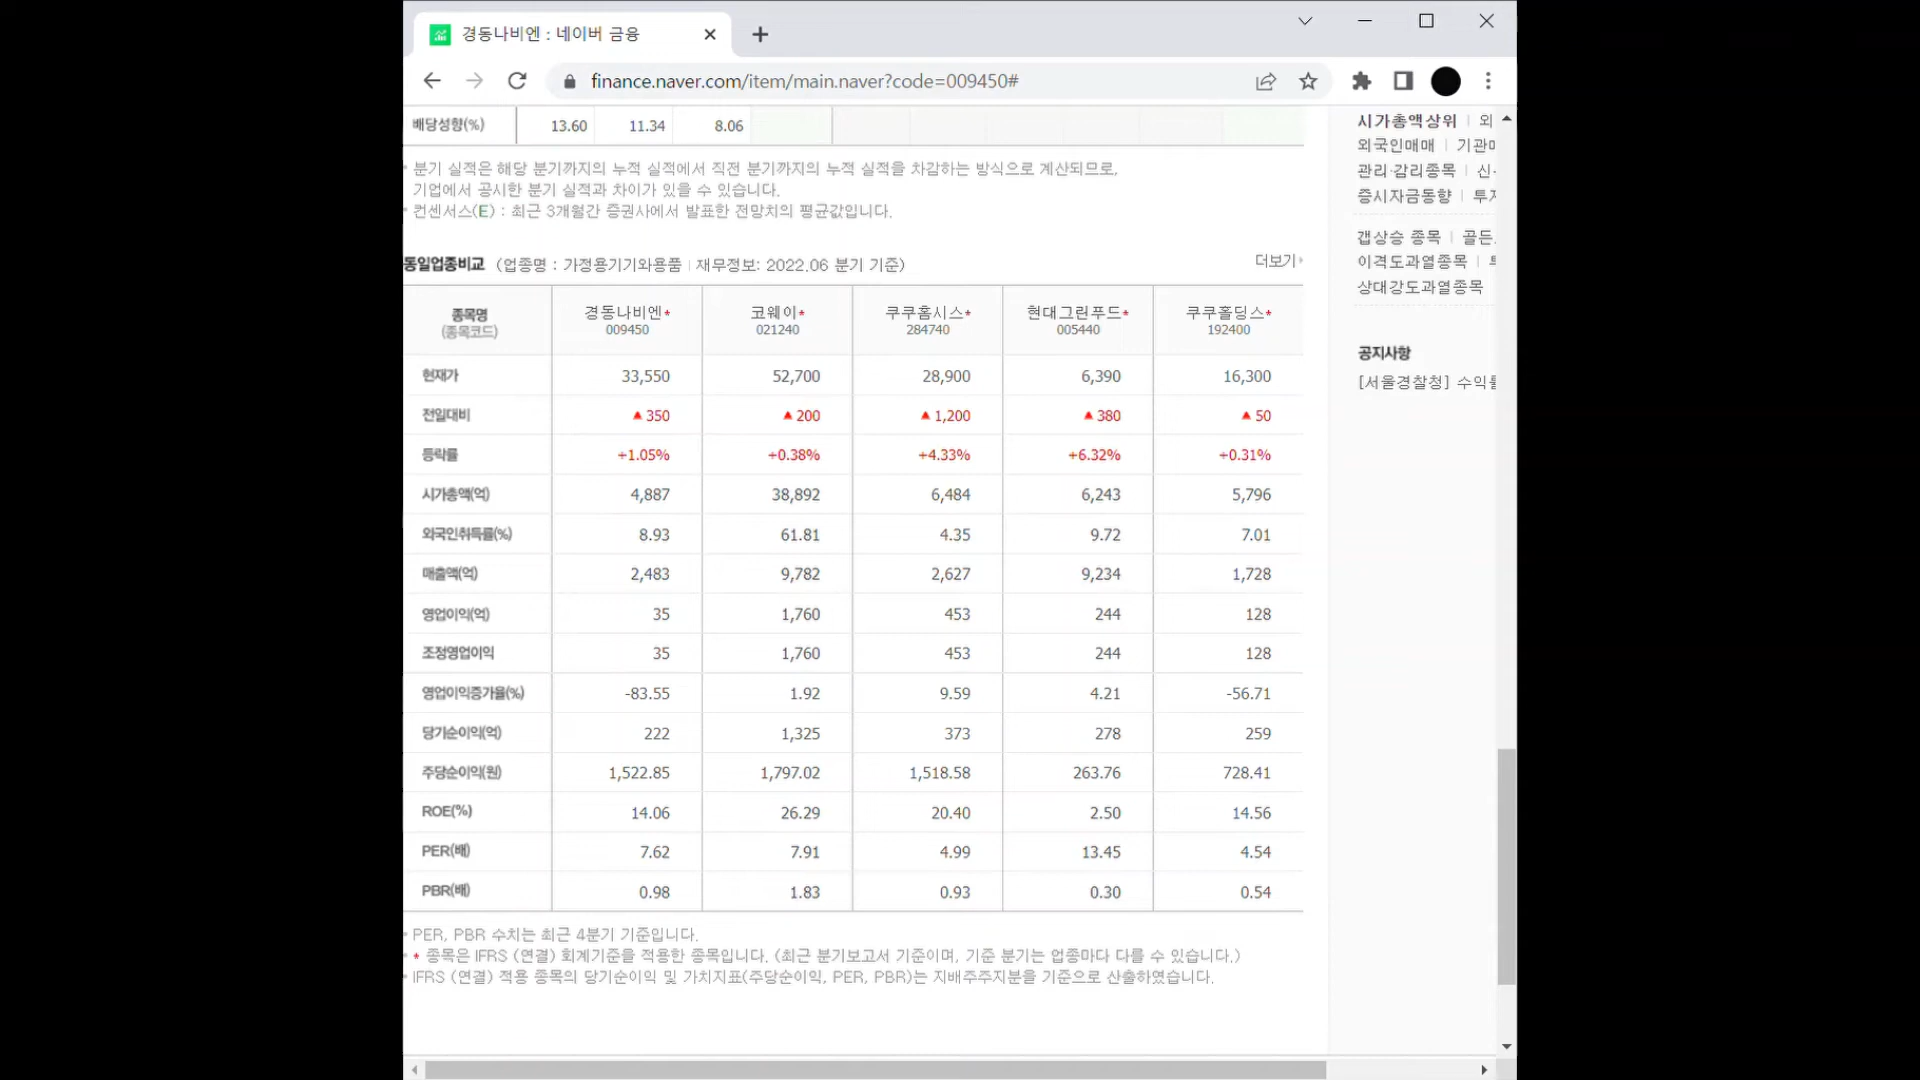 경동나비엔 : 네이버 금융
finance.naver.com/item/main.naver?code=009450#
배당성향(%) 13.60 11.34 8.06
분기 실적은 해당 분기까지의 누적 실적에서 직전 분기까지의 누적 실적을 차감하는 방식으로 계산되므로,
기업에서 공시한 분기 실적과 차이가 있을 수 있습니다.
컨센서스(E) : 최근 3개월간 증권사에서 발표한 전망치의 평균값입니다.
동일업종비교 (업종명 : 가정용기기와용품 | 재무정보: 2022.06 분기 기준) 더보기
종목명 경동나비엔* 코웨이* 쿠쿠홈시스* 현대그린푸드* 쿠쿠홀딩스*
(종목코드) 009450 021240 284740 005440 192400
현재가 33,550 52,700 28,900 6,390 16,300
전일대비 ▲350 ▲200 ▲1,200 ▲380 ▲50
등락률 +1.05% +0.38% +4.33% +6.32% +0.31%
시가총액(억) 4,887 38,892 6,484 6,243 5,796
외국인취득률(%) 8.93 61.81 4.35 9.72 7.01
매출액(억) 2,483 9,782 2,627 9,234 1,728
영업이익(억) 35 1,760 453 244 128
조정영업이익 35 1,760 453 244 128
영업이익증가율(%) -83.55 1.92 9.59 4.21 -56.71
당기순이익(억) 222 1,325 373 278 259
주당순이익(원) 1,522.85 1,797.02 1,518.58 263.76 728.41
ROE(%) 14.06 26.29 20.40 2.50 14.56
PER(배) 7.62 7.91 4.99 13.45 4.54
PBR(배) 0.98 1.83 0.93 0.30 0.54
PER, PBR 수치는 최근 4분기 기준입니다.
* 종목은 IFRS (연결) 회계기준을 적용한 종목입니다. (최근 분기보고서 기준이며, 기준 분기는 업종마다 다를 수 있습니다.)
IFRS (연결) 적용 종목의 당기순이익 및 가치지표(주당순이익, PER, PBR)는 지배주주지분을 기준으로 산출하였습니다.
시가총액상위 | 외
외국인매매 | 기관
관리·감리종목 | 신
증시자금동향 | 투
갭상승 종목 | 골든
이격도과열종목
상대강도과열종목
공지사항
[서울경찰청] 수익